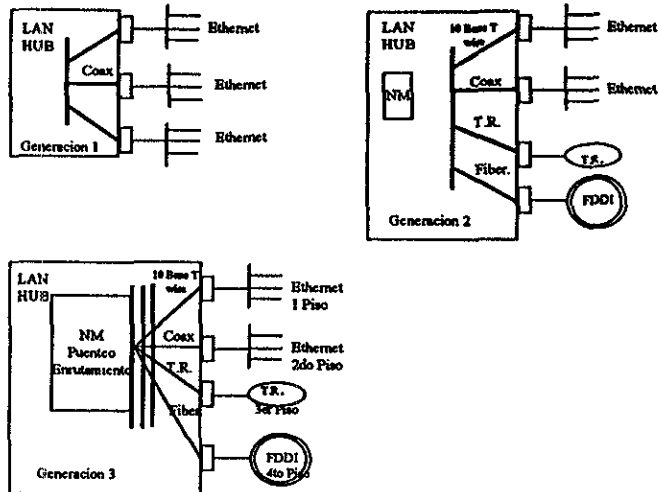 LAN
HUB
Ethernet
Coax
Ethernet
Ethernet
Generacion 1
LAN
HUB
10 Base T
wise
Ethernet
NM
Coax
Ethernet
T.R.
T.R.
Fiber.
FDDI
Generacion 2
LAN
HUB
10 Base T
wise
Ethernet
1 Piso
NM
Puenteo
Enrutamiento
Coax
Ethernet
2do Piso
T.R.
T.R.
3er Piso
Fiber
FDDI
4to Piso
Generacion 3